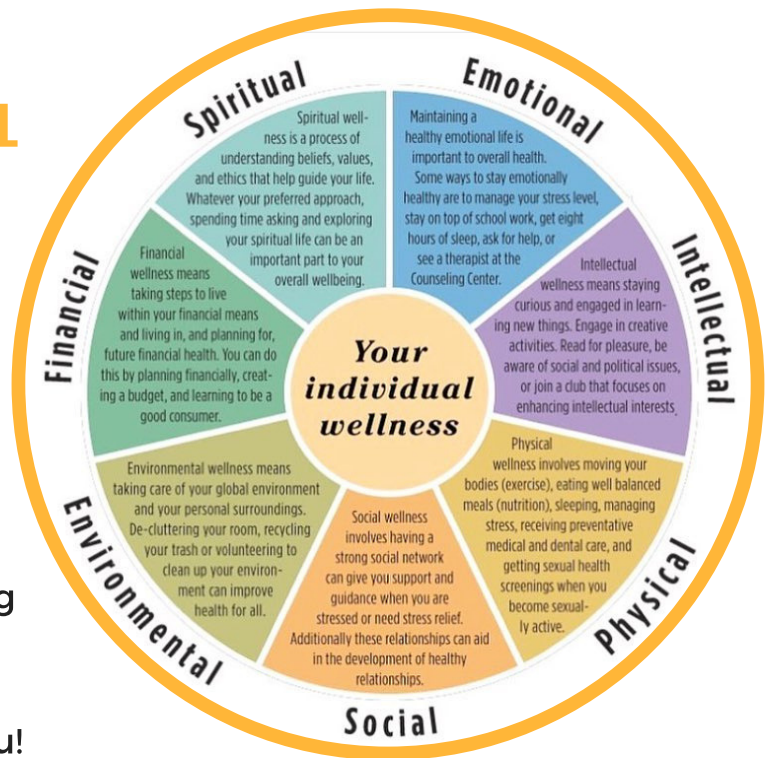 Spiritual
Spiritual well-
ness is a process of
understanding beliefs, values,
and ethics that help guide your life.
Whatever your preferred approach,
spending time asking and exploring
your spiritual life can be an
important part to your
overall wellbeing.
Emotional
Maintaining a
healthy emotional life is
important to overall health.
Some ways to stay emotionally
healthy are to manage your stress level,
stay on top of school work, get eight
hours of sleep, ask for help, or
see a therapist at the
Counseling Center.
Intellectual
Intellectual
wellness means staying
curious and engaged in learn-
ing new things. Engage in creative
activities. Read for pleasure, be
aware of social and political issues,
or join a club that focuses on
enhancing intellectual interests.
Physical
Physical
wellness involves moving your
bodies (exercise), eating well balanced
meals (nutrition), sleeping, managing
stress, receiving preventative
medical and dental care, and
getting sexual health
screenings when you
become sexual-
ly active.
Social
Social wellness
involves having a
strong social network
can give you support and
guidance when you are
stressed or need stress relief.
Additionally these relationships can aid
in the development of healthy
relationships.
Environmental
Environmental wellness means
taking care of your global environment
and your personal surroundings.
De-cluttering your room, recycling
your trash or volunteering to
clean up your environ-
ment can improve
health for all.
Financial
Financial
wellness means
taking steps to live
within your financial means
and living in, and planning for,
future financial health. You can do
this by planning financially, creat-
ing a budget, and learning to be a
good consumer.
Your
individual
wellness
g
u!